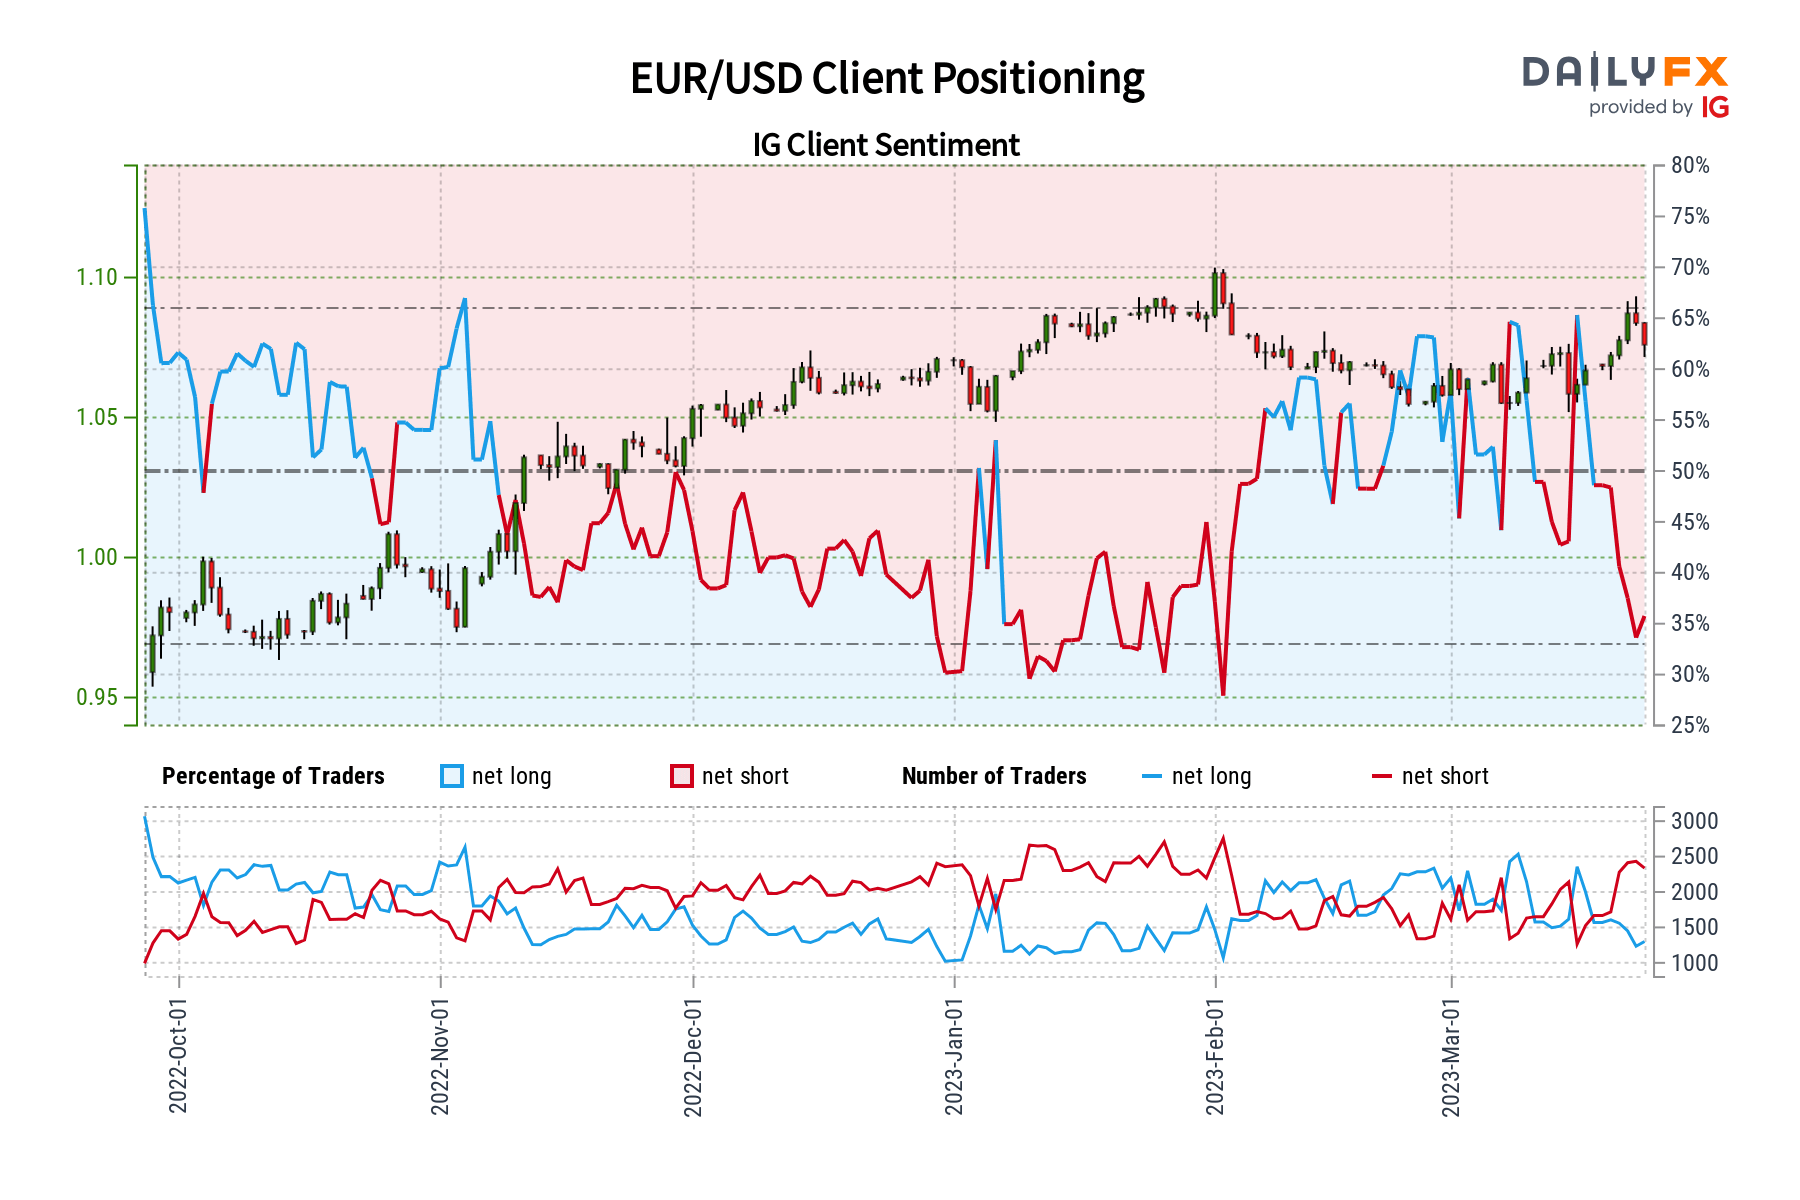 EUR/USD Client Positioning
DAILYFX
provided by IG
IG Client Sentiment
1.10
1.05
1.00
0.95
80%
75%
70%
65%
60%
55%
50%
45%
40%
35%
30%
25%
Percentage of Traders net long net short Number of Traders net long net short
3000
2500
2000
1500
1000
2022-Oct-01
2022-Nov-01
2022-Dec-01
2023-Jan-01
2023-Feb-01
2023-Mar-01